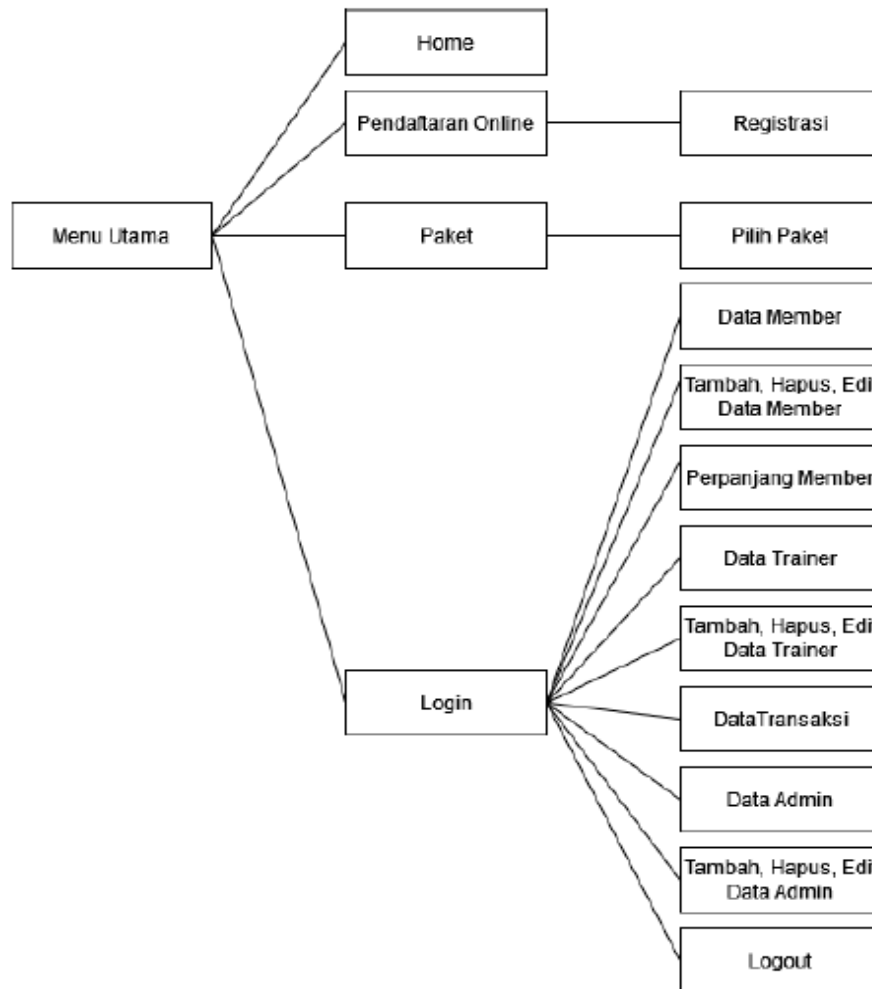 Home
Pendaftaran Online
Registrasi
Menu Utama
Paket
Pilih Paket
Data Member
Tambah, Hapus, Edi
Data Member
Perpanjang Member
Data Trainer
Tambah, Hapus, Edi
Data Trainer
Login
DataTransaksi
Data Admin
Tambah, Hapus, Edi
Data Admin
Logout